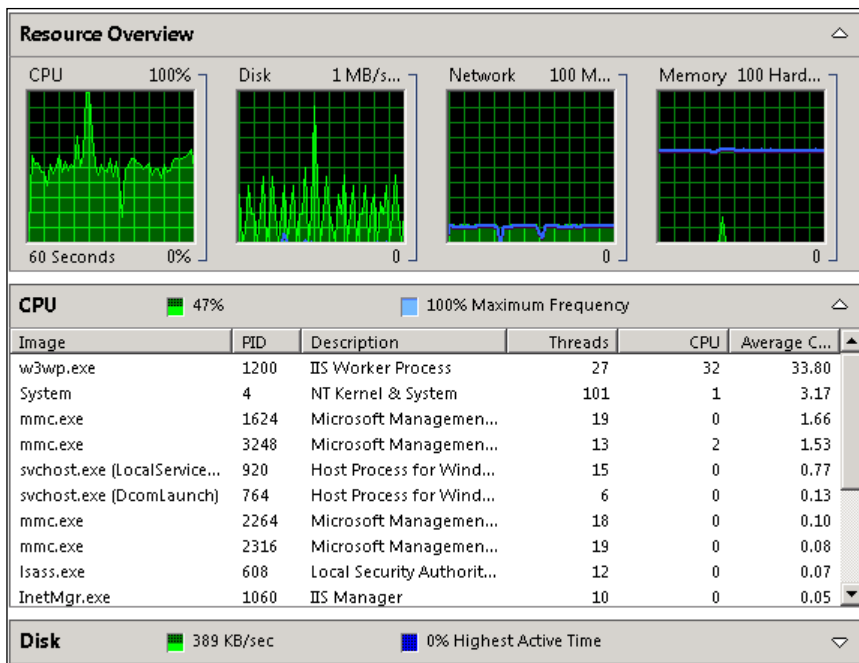 Resource Overview
CPU 100% Disk 1 MB/s... Network 100 M... Memory 100 Hard...
60 Seconds 0% 0 0 0
CPU 47% 100% Maximum Frequency
Image PID Description Threads CPU Average C...
w3wp.exe 1200 IIS Worker Process 27 32 33.80
System 4 NT Kernel & System 101 1 3.17
mmc.exe 1624 Microsoft Managemen... 19 0 1.66
mmc.exe 3248 Microsoft Managemen... 13 2 1.53
svchost.exe (LocalService... 920 Host Process for Wind... 15 0 0.77
svchost.exe (DcomLaunch) 764 Host Process for Wind... 6 0 0.13
mmc.exe 2264 Microsoft Managemen... 18 0 0.10
mmc.exe 2316 Microsoft Managemen... 19 0 0.08
lsass.exe 608 Local Security Authorit... 12 0 0.07
InetMgr.exe 1060 IIS Manager 10 0 0.05
Disk 389 KB/sec 0% Highest Active Time